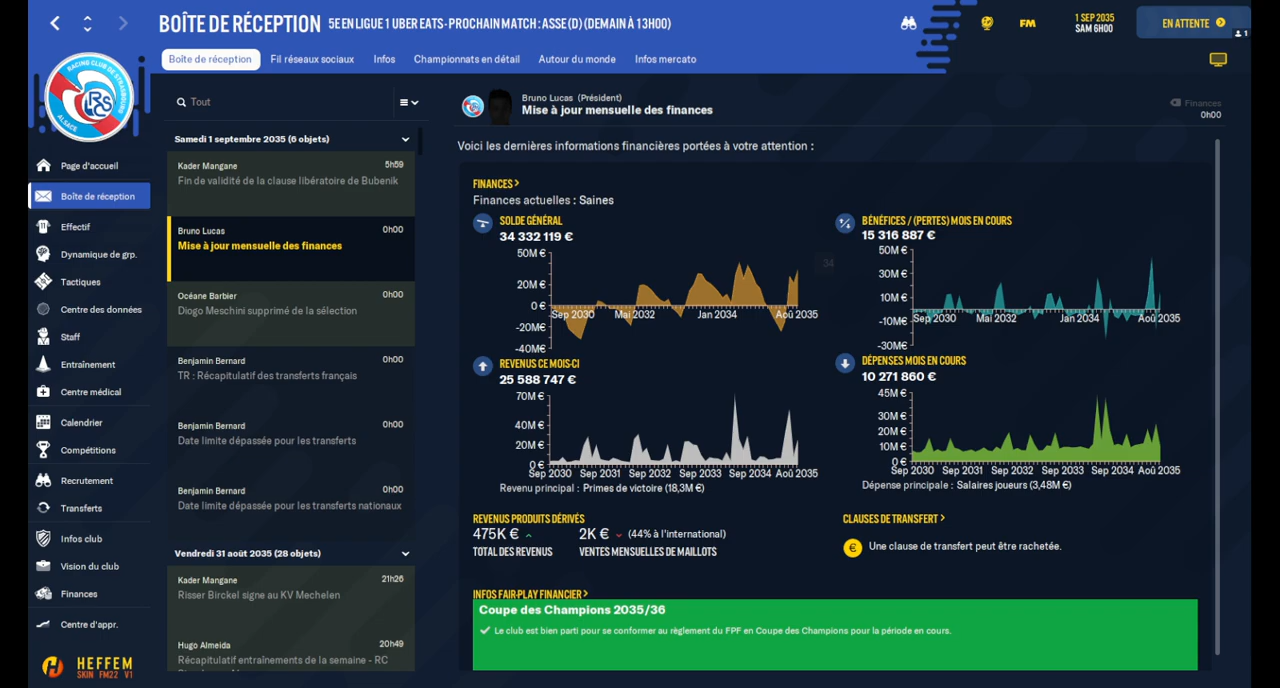 BOÎTE DE RÉCEPTION 5E EN LIGUE 1 UBER EATS - PROCHAIN MATCH : ASSE (D) (DEMAIN À 13H00)
FM
1 SEP 2035
SAM 6H00
EN ATTENTE
1
Boîte de réception
Fil réseaux sociaux
Infos
Championnats en détail
Autour du monde
Infos mercato
RACING CLUB DE STRASBOURG
ALSACE
Page d'accueil
Boîte de réception
Effectif
Dynamique de grp.
Tactiques
Centre des données
Staff
Entraînement
Centre médical
Calendrier
Compétitions
Recrutement
Transferts
Infos club
Vision du club
Finances
Centre d'appr.
HEFFEM
SKIN FM22 V1
Tout
Samedi 1 septembre 2035 (6 objets)
Kader Mangane 5h59
Fin de validité de la clause libératoire de Bubenik
Bruno Lucas 0h00
Mise à jour mensuelle des finances
Océane Barbier 0h00
Diogo Meschini supprimé de la sélection
Benjamin Bernard 0h00
TR : Récapitulatif des transferts français
Benjamin Bernard 0h00
Date limite dépassée pour les transferts
Benjamin Bernard 0h00
Date limite dépassée pour les transferts nationaux
Vendredi 31 août 2035 (28 objets)
Kader Mangane 21h26
Risser Birckel signe au KV Mechelen
Hugo Almeida 20h49
Récapitulatif entraînements de la semaine - RC
Bruno Lucas (Président)
Mise à jour mensuelle des finances
Finances
0h00
Voici les dernières informations financières portées à votre attention :
FINANCES >
Finances actuelles : Saines
SOLDE GÉNÉRAL
34 332 119 €
50M €
20M €
0 €
-20M€
-40M€
Sep 2030 Mai 2032 Jan 2034 Aoû 2035
34
BÉNÉFICES / (PERTES) MOIS EN COURS
15 316 887 €
50M €
30M €
10M €
-10M€
-30M€
Sep 2030 Mai 2032 Jan 2034 Aoû 2035
REVENUS CE MOIS-CI
25 588 747 €
70M €
40M €
20M €
0 €
Sep 2030 Sep 2031 Sep 2032 Sep 2033 Sep 2034 Aoû 2035
Revenu principal : Primes de victoire (18,3M €)
DÉPENSES MOIS EN COURS
10 271 860 €
45M €
30M €
20M €
10M €
0 €
Sep 2030 Sep 2031 Sep 2032 Sep 2033 Sep 2034 Aoû 2035
Dépense principale : Salaires joueurs (3,48M €)
REVENUS PRODUITS DÉRIVÉS
475K € 2K € (44% à l'international)
TOTAL DES REVENUS VENTES MENSUELLES DE MAILLOTS
CLAUSES DE TRANSFERT >
Une clause de transfert peut être rachetée.
INFOS FAIR-PLAY FINANCIER >
Coupe des Champions 2035/36
Le club est bien parti pour se conformer au règlement du FPF en Coupe des Champions pour la période en cours.